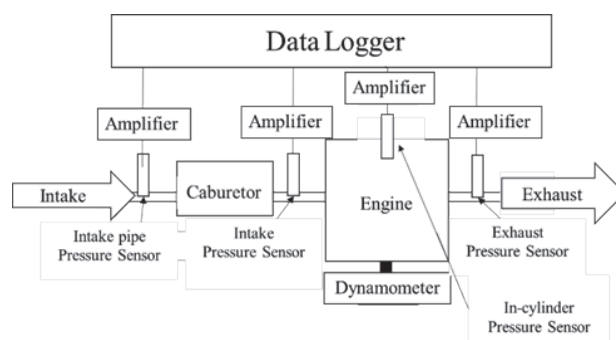 Data Logger
Amplifier
Amplifier
Amplifier
Amplifier
Intake
Caburetor
Engine
Exhaust
Intake pipe
Pressure Sensor
Intake
Pressure Sensor
Exhaust
Pressure Sensor
Dynamometer
In-cylinder
Pressure Sensor